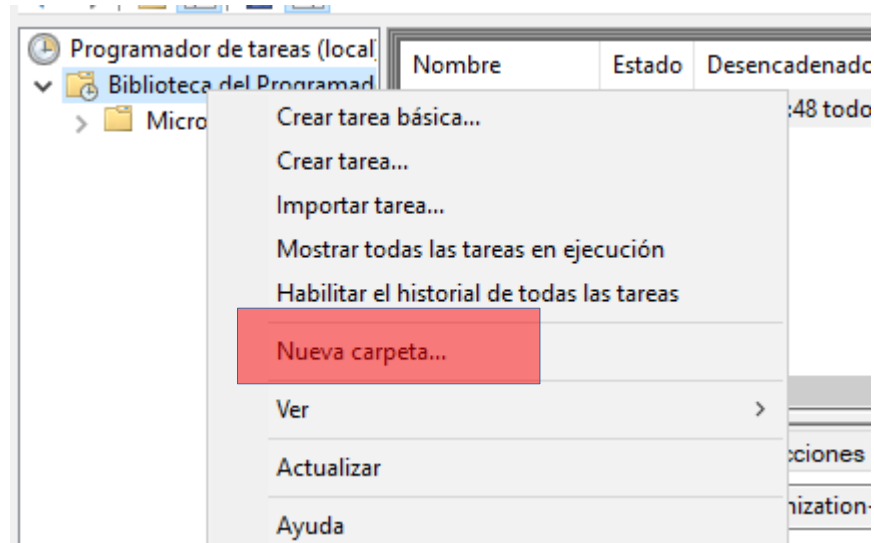 Programador de tareas (local
Biblioteca del Programad
Micro
Nombre Estado Desencadenado
:48 todo
Crear tarea básica...
Crear tarea...
Importar tarea...
Mostrar todas las tareas en ejecución
Habilitar el historial de todas las tareas
Nueva carpeta...
Ver
Actualizar
Ayuda
cciones
nization-